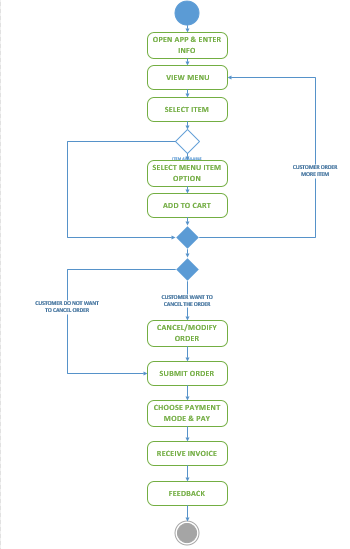 OPEN APP & ENTER
INFO
VIEW MENU
SELECT ITEM
SELECT MENU ITEM
OPTION
CUSTOMER ORDER
MORE ITEM
ADD TO CART
CUSTOMER DO NOT WANT
TO CANCEL ORDER
CUSTOMER WANT TO
CANCEL THE ORDER
CANCEL/MODIFY
ORDER
SUBMIT ORDER
CHOOSE PAYMENT
MODE & PAY
RECEIVE INVOICE
FEEDBACK